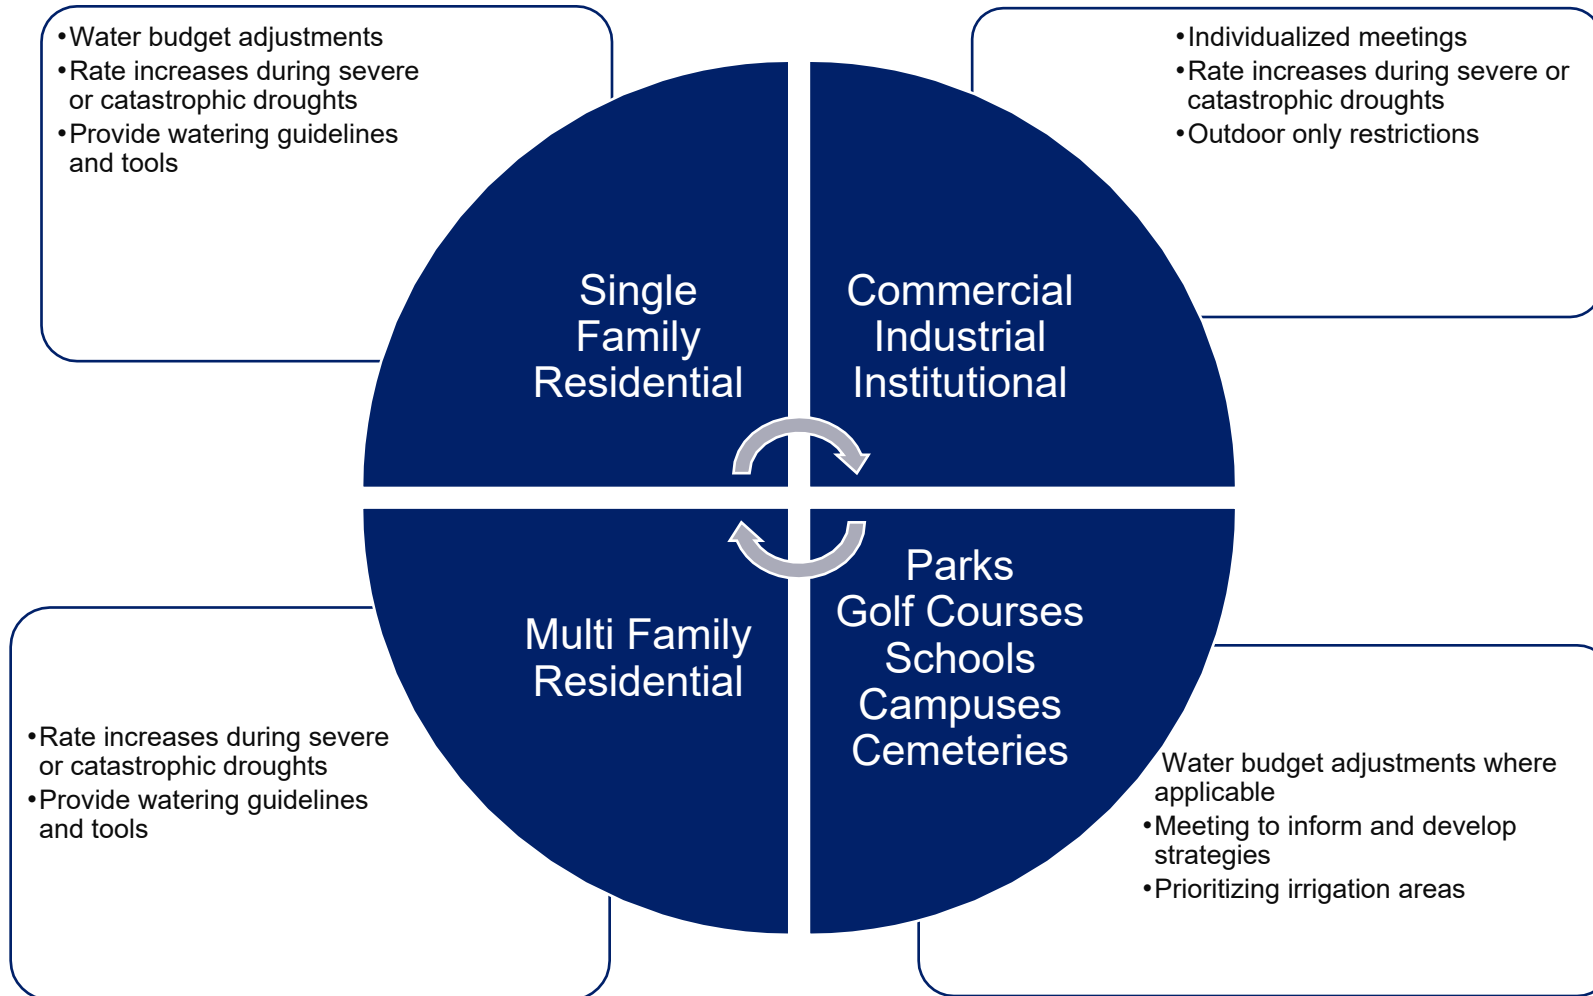 •Water budget adjustments
•Rate increases during severe
or catastrophic droughts
•Provide watering guidelines
and tools
•Individualized meetings
•Rate increases during severe or
catastrophic droughts
•Outdoor only restrictions
Single
Family
Residential
Commercial
Industrial
Institutional
Multi Family
Residential
Parks
Golf Courses
Schools
Campuses
Cemeteries
•Rate increases during severe
or catastrophic droughts
•Provide watering guidelines
and tools
Water budget adjustments where
applicable
•Meeting to inform and develop
strategies
•Prioritizing irrigation areas